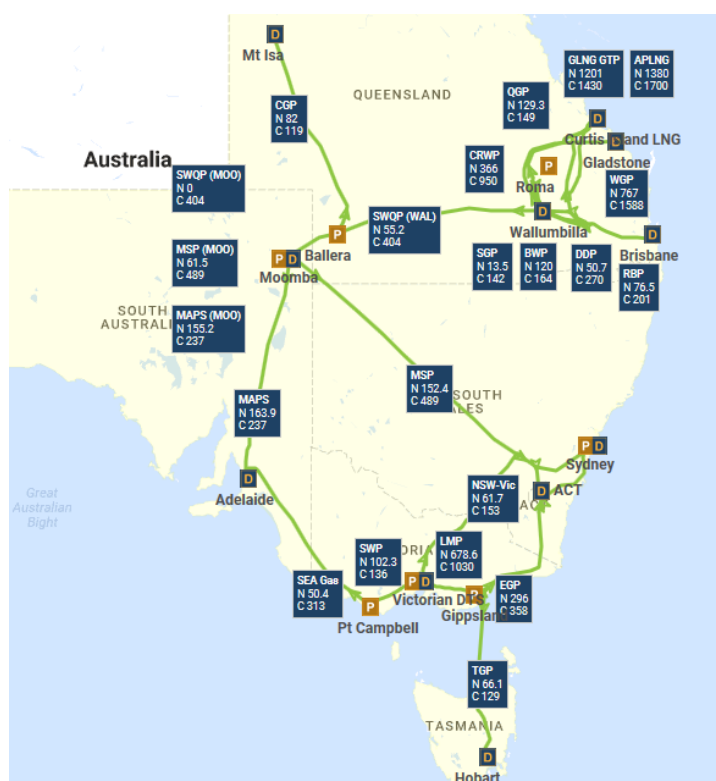 Mt Isa
QUEENSLAND
GLNG GTP
N 1201
C 1430
APLNG
N 1380
C 1700
QGP
N 129.3
C 149
CGP
N 82
C 119
Australia
SWQP (MOO)
N 0
C 404
D
P
Curtis
and LNG
Gladstone
CRWP
N 366
C 950
Roma
WGP
N 767
C 1588
SWQP (WAL)
N 55.2
C 404
Wallumbilla
Ballera
Moomba
Brisbane
MSP (MOO)
N 61.5
C 489
SGP
N 13.5
C 142
BWP
N 120
C 164
DDP
N 50.7
C 270
RBP
N 76.5
C 201
SOUTH
AUSTRALI
MAPS (MOO)
N 155.2
C 237
MSP
N 152.4
C 489
SOUTH
LES
MAPS
N 163.9
C 237
Sydney
Adelaide
NSW-Vic
N 61.7
C 153
ACT
AC
Great
Australian
Bight
SWP
N 102.3
C 136
ORIA
LMP
N 678.6
C 1030
SEA Gas
N 50.4
C 313
Victorian DTS
EGP
N 296
C 358
Gippsland
Pt Campbell
TGP
N 66.1
C 129
TASMANIA
Hobart